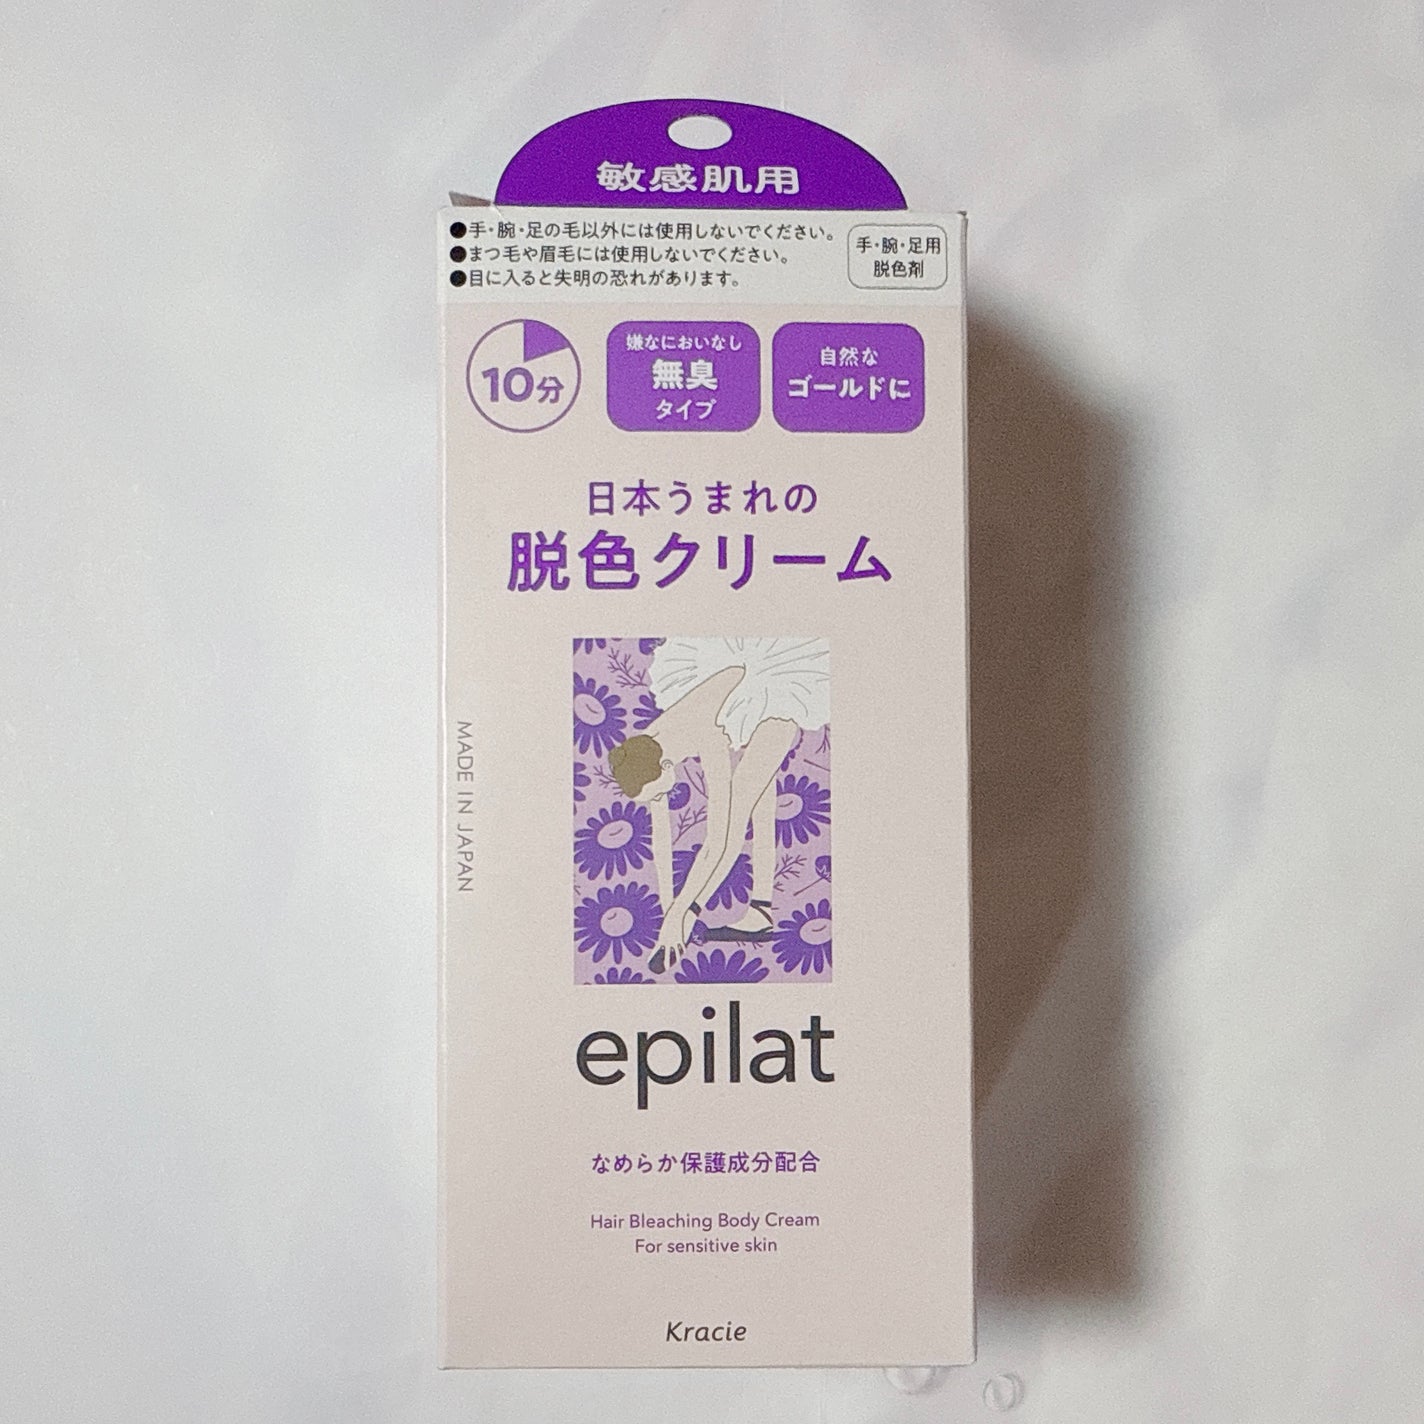 敏感肌用
●手・腕・足の毛以外には使用しないでください。
●まつ毛や眉毛には使用しないでください。
●目に入ると失明の恐れがあります。
手・腕・足用
脱色剤
10分
嫌なにおいなし
無臭
タイプ
自然な
ゴールドに
日本うまれの
脱色クリーム
MADE IN JAPAN
epilat
なめらか保護成分配合
Hair Bleaching Body Cream
For sensitive skin
Kracie